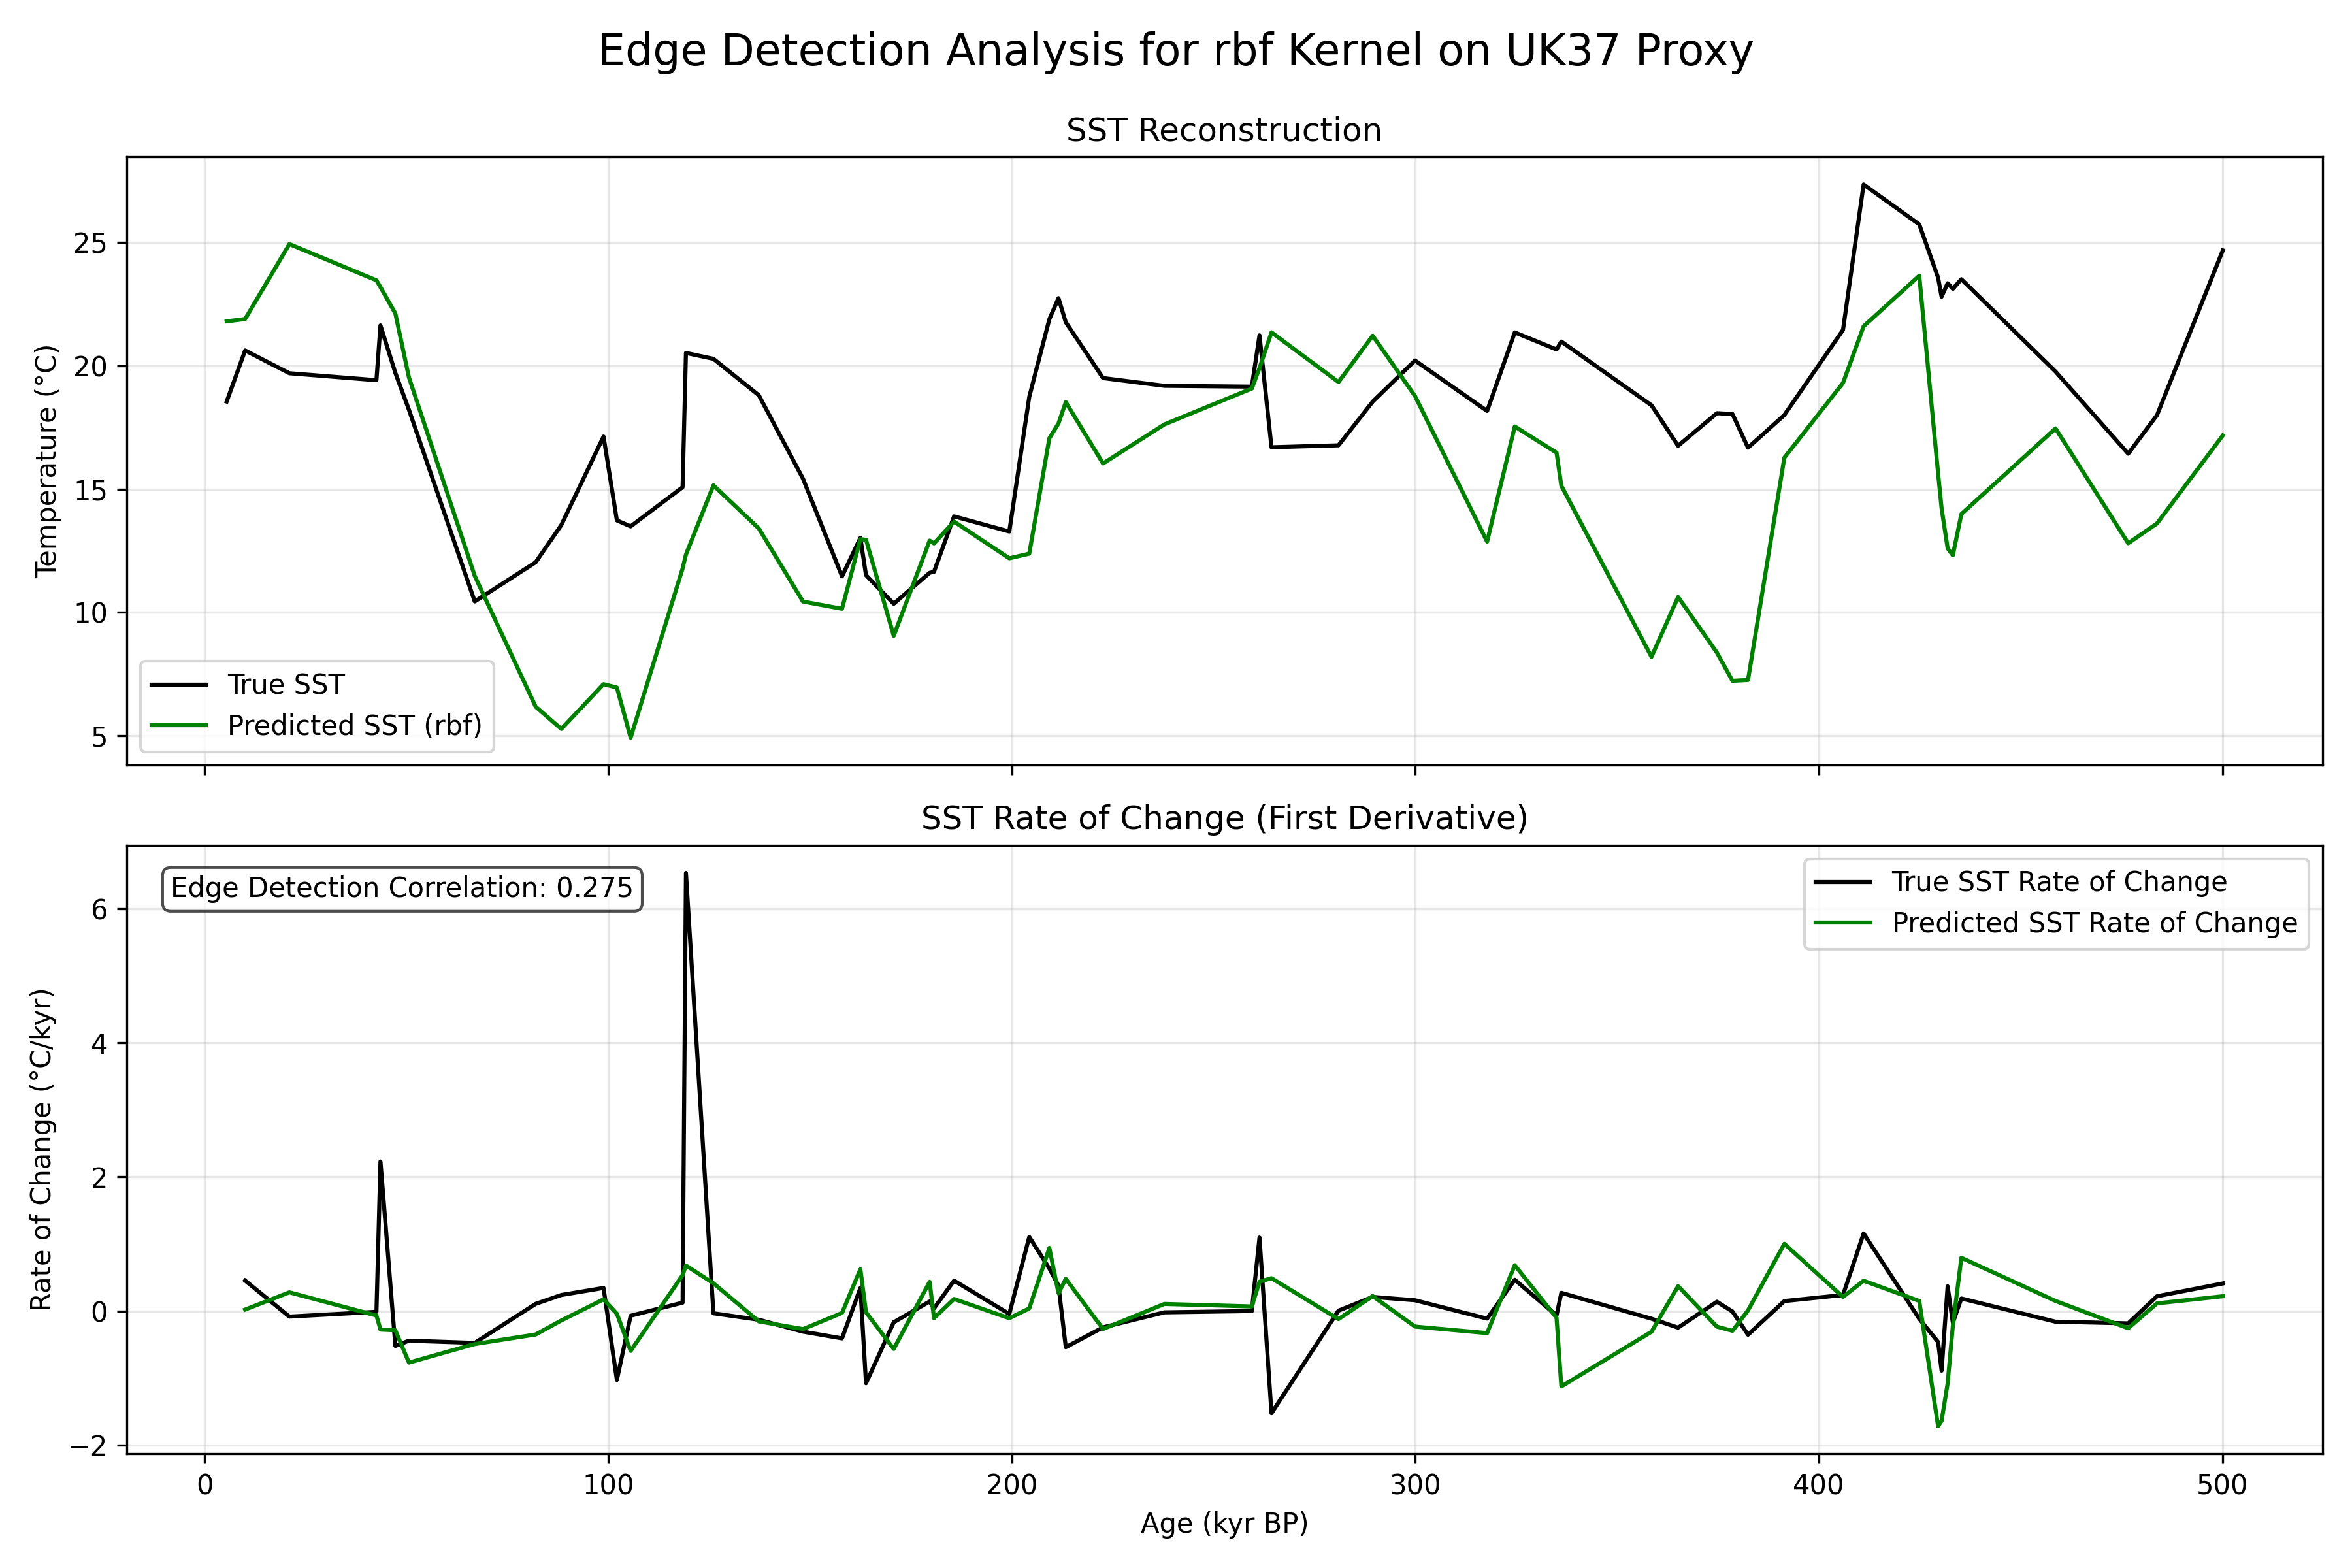 Edge Detection Analysis for rbf Kernel on UK37 Proxy
SST Reconstruction
Temperature (°C)
25
20
15
10
5
True SST
Predicted SST (rbf)
SST Rate of Change (First Derivative)
Rate of Change (°C/kyr)
6
4
2
0
−2
Edge Detection Correlation: 0.275
True SST Rate of Change
Predicted SST Rate of Change
0 100 200 300 400 500
Age (kyr BP)